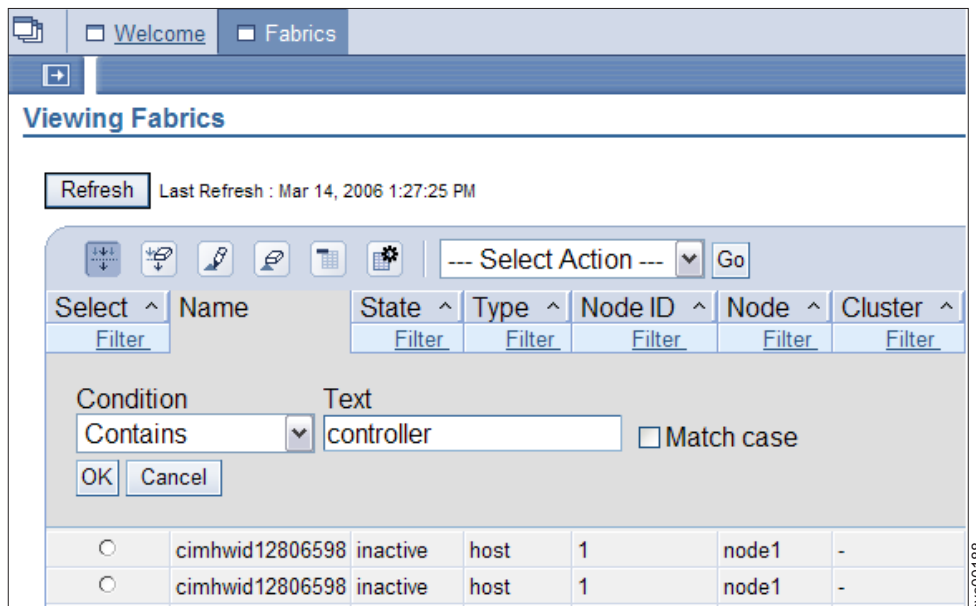 Welcome Fabrics
Viewing Fabrics
Refresh Last Refresh : Mar 14, 2006 1:27:25 PM
--- Select Action --- Go
Select Name State Type Node ID Node Cluster
Filter Filter Filter Filter Filter Filter
Condition Text
Contains controller Match case
OK Cancel
cimhwid12806598 inactive host 1 node1 -
cimhwid12806598 inactive host 1 node1 -